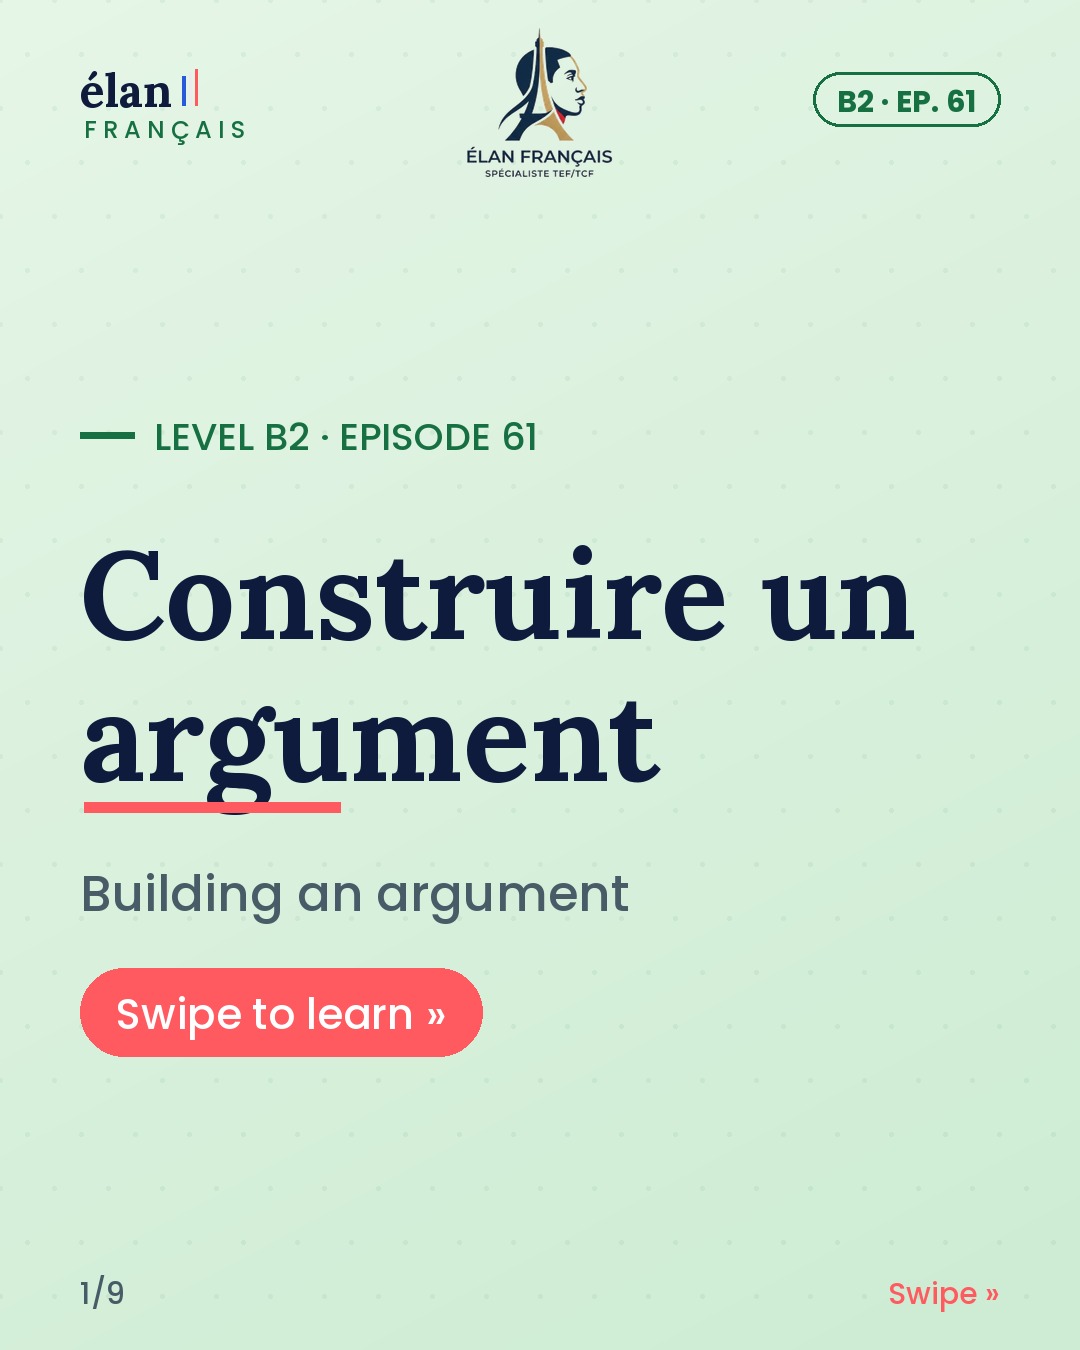 élan
FRANÇAIS
ÉLAN FRANÇAIS
SPÉCIALISTE TEF/TCF
B2 · EP. 61
LEVEL B2 · EPISODE 61
Construire un
argument
Building an argument
Swipe to learn »
1/9
Swipe »